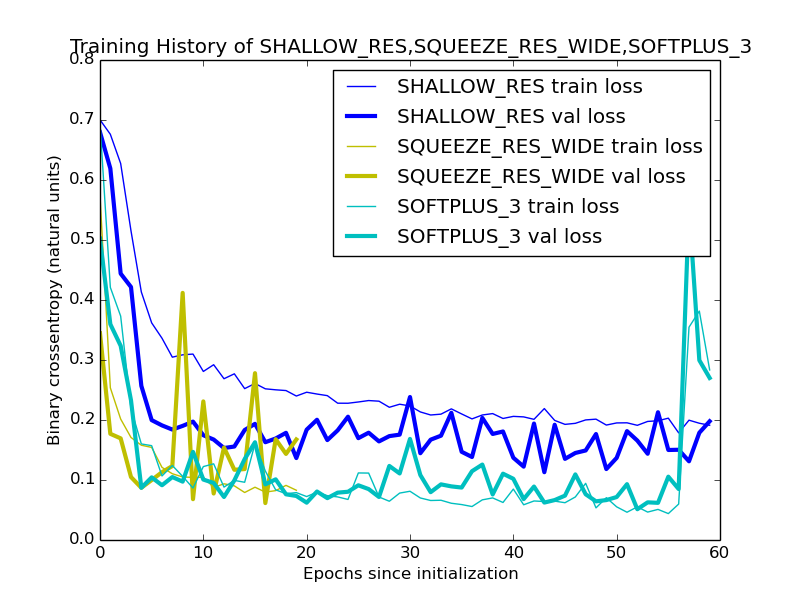 Training History of SHALLOW_RES,SQUEEZE_RES_WIDE,SOFTPLUS_3
0.8
0.7
0.6
0.5
0.4
0.3
0.2
0.1
0.0
Binary crossentropy (natural units)
SHALLOW_RES train loss
SHALLOW_RES val loss
SQUEEZE_RES_WIDE train loss
SQUEEZE_RES_WIDE val loss
SOFTPLUS_3 train loss
SOFTPLUS_3 val loss
0 10 20 30 40 50 60
Epochs since initialization